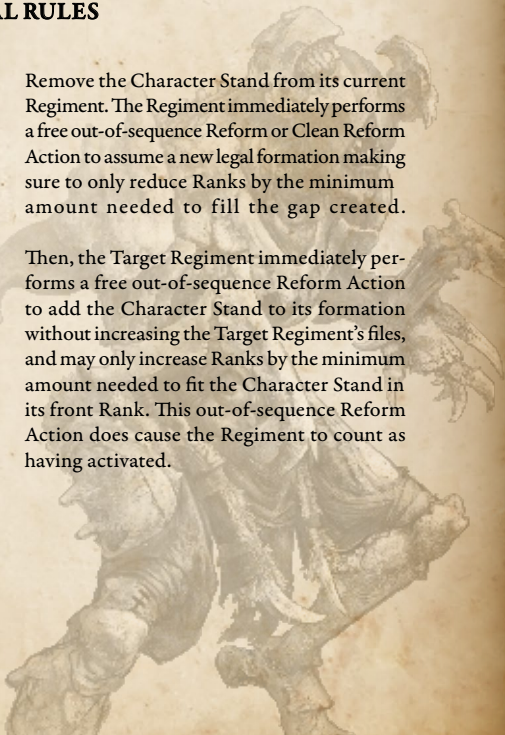 AL RULES
Remove the Character Stand from its current
Regiment. The Regiment immediately performs
a free out-of-sequence Reform or Clean Reform
Action to assume a new legal formation making
sure to only reduce Ranks by the minimum
amount needed to fill the gap created.
Then, the Target Regiment immediately per-
forms a free out-of-sequence Reform Action
to add the Character Stand to its formation
without increasing the Target Regiment's files,
and may only increase Ranks by the minimum
amount needed to fit the Character Stand in
its front Rank. This out-of-sequence Reform
Action does cause the Regiment to count as
having activated.